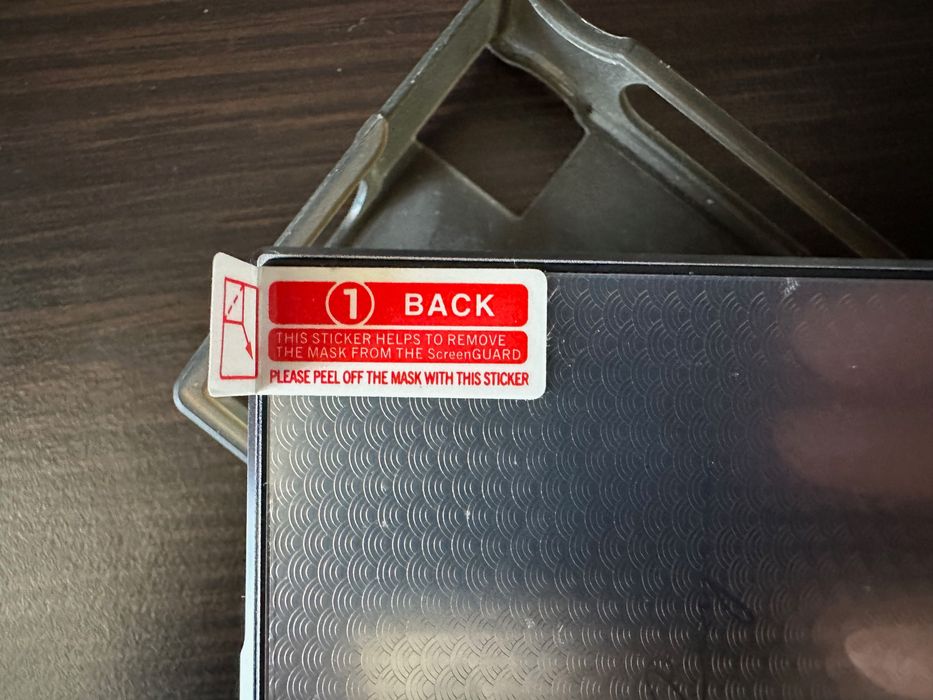 1 BACK
THIS STICKER HELPS TO REMOVE
THE MASK FROM THE ScreenGUARD
PLEASE PEEL OFF THE MASK WITH THIS STICKER